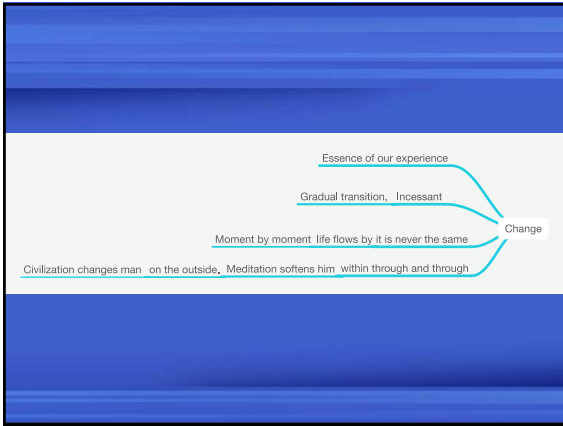 Essence of our experience
Gradual transition, Incessant
Change
Moment by moment life flows by it is never the same
Civilization changes man on the outside. Meditation softens him within through and through